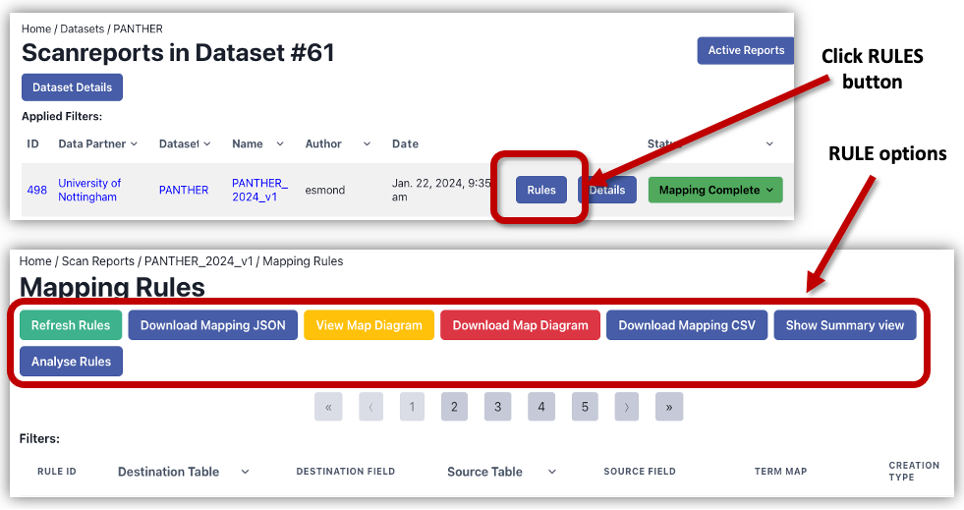 Home / Datasets / PANTHER
Scanreports in Dataset #61
Active Reports
Click RULES
button
Dataset Details
Applied Filters:
ID Data Partner Dataset Name Author Date Status
RULE options
498 University of Nottingham PANTHER PANTHER_2024_v1 esmond Jan. 22, 2024, 9:35 am Rules Details Mapping Complete
Home / Scan Reports / PANTHER_2024_v1 / Mapping Rules
Mapping Rules
Refresh Rules Download Mapping JSON View Map Diagram Download Map Diagram Download Mapping CSV Show Summary view
Analyse Rules
« ‹ 1 2 3 4 5 › »
Filters:
RULE ID Destination Table DESTINATION FIELD Source Table SOURCE FIELD TERM MAP CREATION TYPE